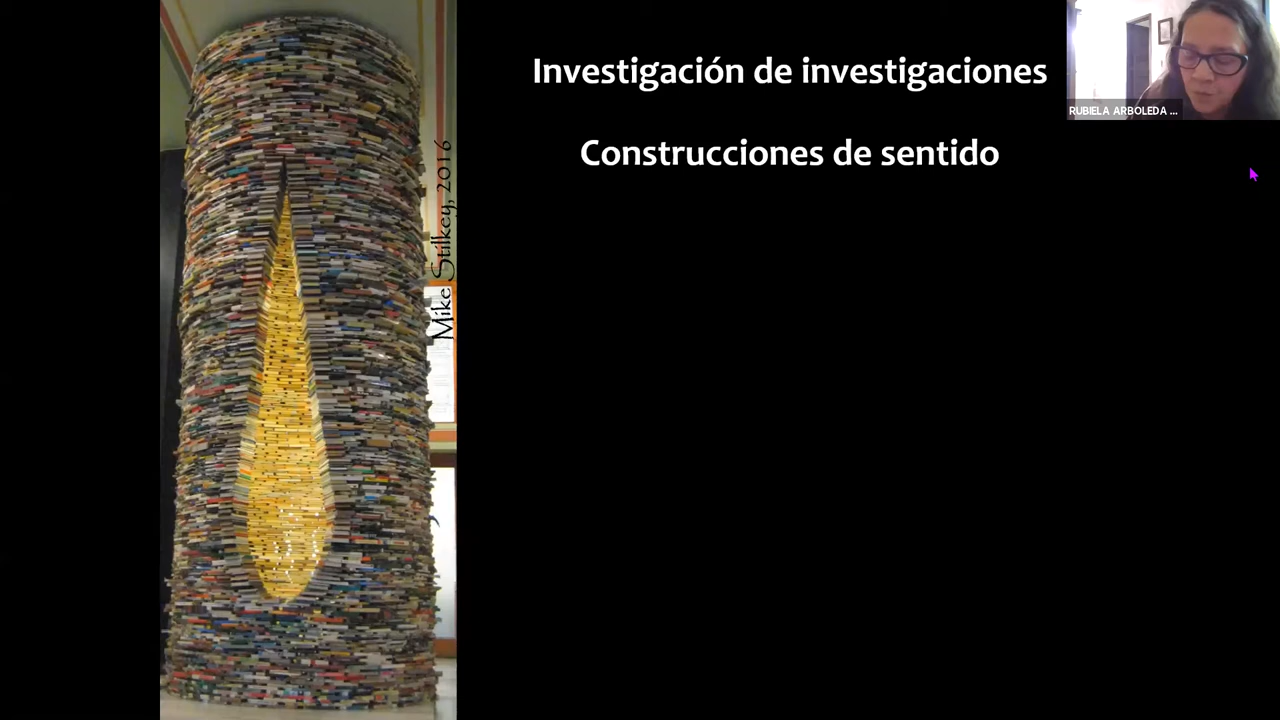 Investigación de investigaciones
Construcciones de sentido
RUBIELA ARBOLEDA ...
Mike Stilkey, 2016